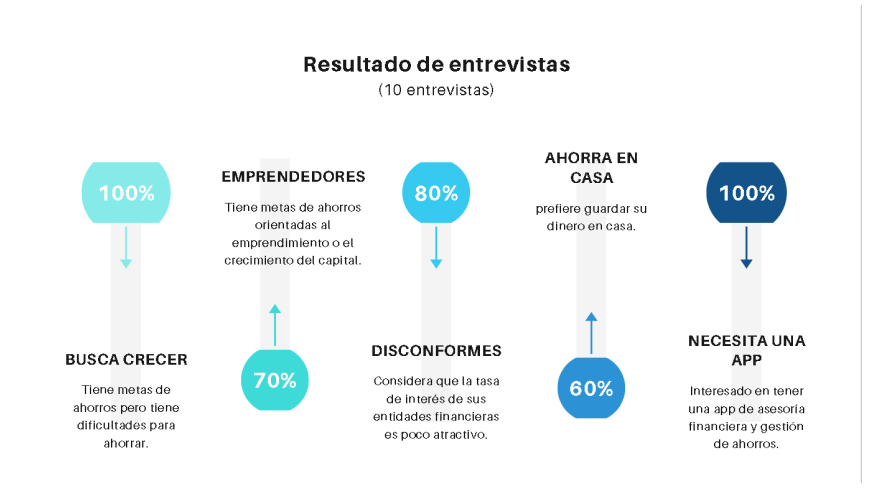 Resultado de entrevistas
(10 entrevistas)
100%
BUSCA CRECER
Tiene metas de
ahorros pero tiene
dificultades para
ahorrar.
EMPRENDEDORES
Tiene metas de ahorros
orientadas al
emprendimiento o el
crecimiento del capital.
70%
80%
DISCONFORMES
Considera que la tasa
de interés de sus
entidades financieras
es poco atractivo.
AHORRA EN
CASA
prefiere guardar su
dinero en casa.
60%
100%
NECESITA UNA
APP
Interesado en tener
una app de asesoría
financiera y gestión
de ahorros.